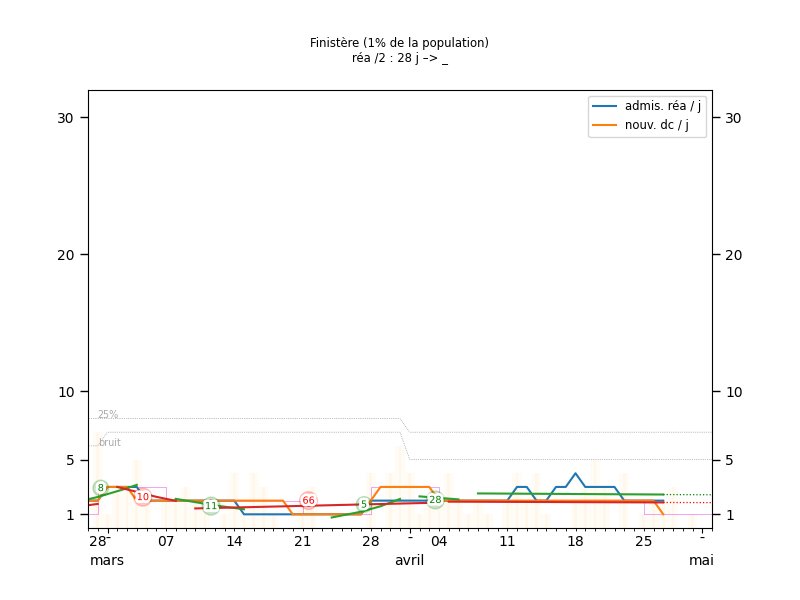 Finistère (1% de la population)
réa /2 : 28 j –> _
admis. réa / j
nouv. dc / j
30 30
20 20
10 10
25%
bruit
5 5
8 10 11 66 5 28
1 1
28 - 07 14 21 28 - 04 11 18 25 -
mars avril mai